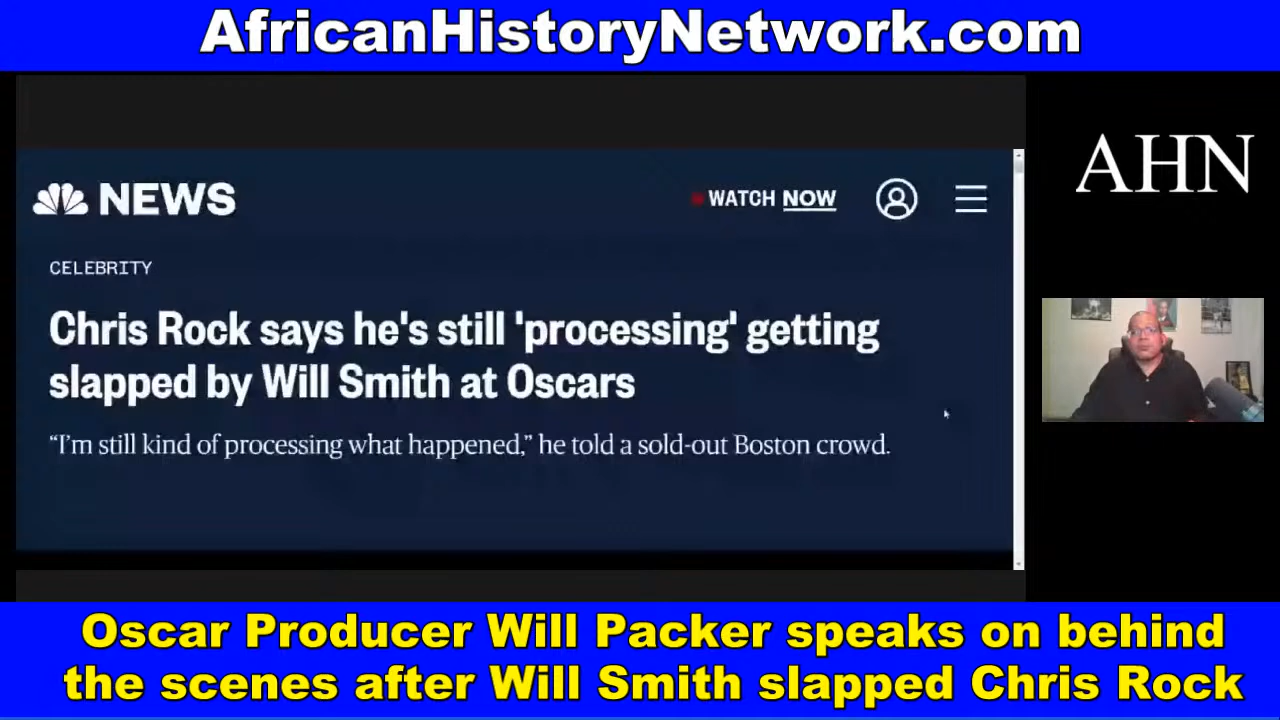 AfricanHistoryNetwork.com
AHN
NEWS
WATCH NOW
CELEBRITY
Chris Rock says he's still 'processing' getting
slapped by Will Smith at Oscars
“I'm still kind of processing what happened,” he told a sold-out Boston crowd.
Oscar Producer Will Packer speaks on behind
the scenes after Will Smith slapped Chris Rock